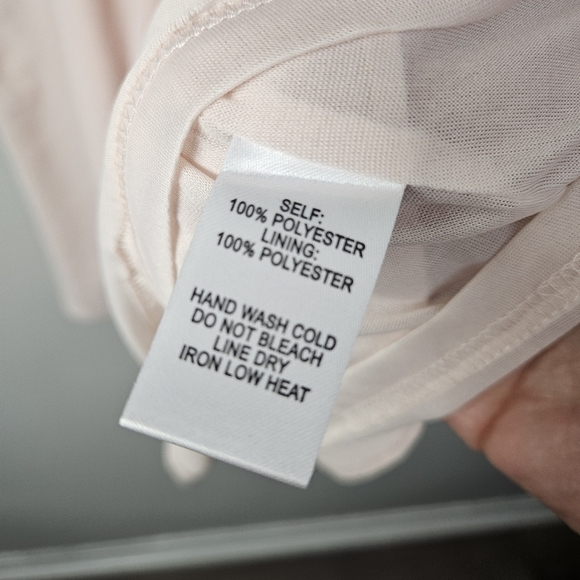 SELF:
100% POLYESTER
LINING:
100% POLYESTER
HAND WASH COLD
DO NOT BLEACH
LINE DRY
IRON LOW HEAT